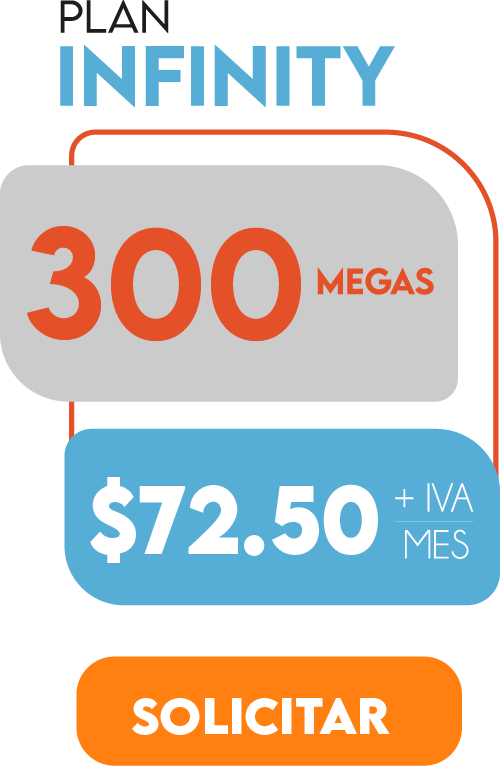 PLAN
INFINITY
300 MEGAS
$72.50 + IVA
MES
SOLICITAR